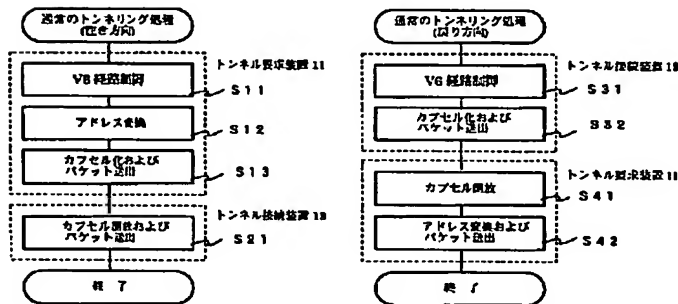 通常のトンネリング処理
(往き方向)
トンネル要求装置 11
VB 経路制御
S11
アドレス変換
S12
カプセル化および
パケット送出
S13
トンネル接続装置 13
カプセル開放および
パケット送出
S21
終 了
通常のトンネリング処理
(戻り方向)
トンネル接続装置 13
VG 経路制御
S31
カプセル化および
パケット送出
S32
トンネル要求装置 11
カプセル開放
S41
アドレス変換および
パケット送出
S42
終 了